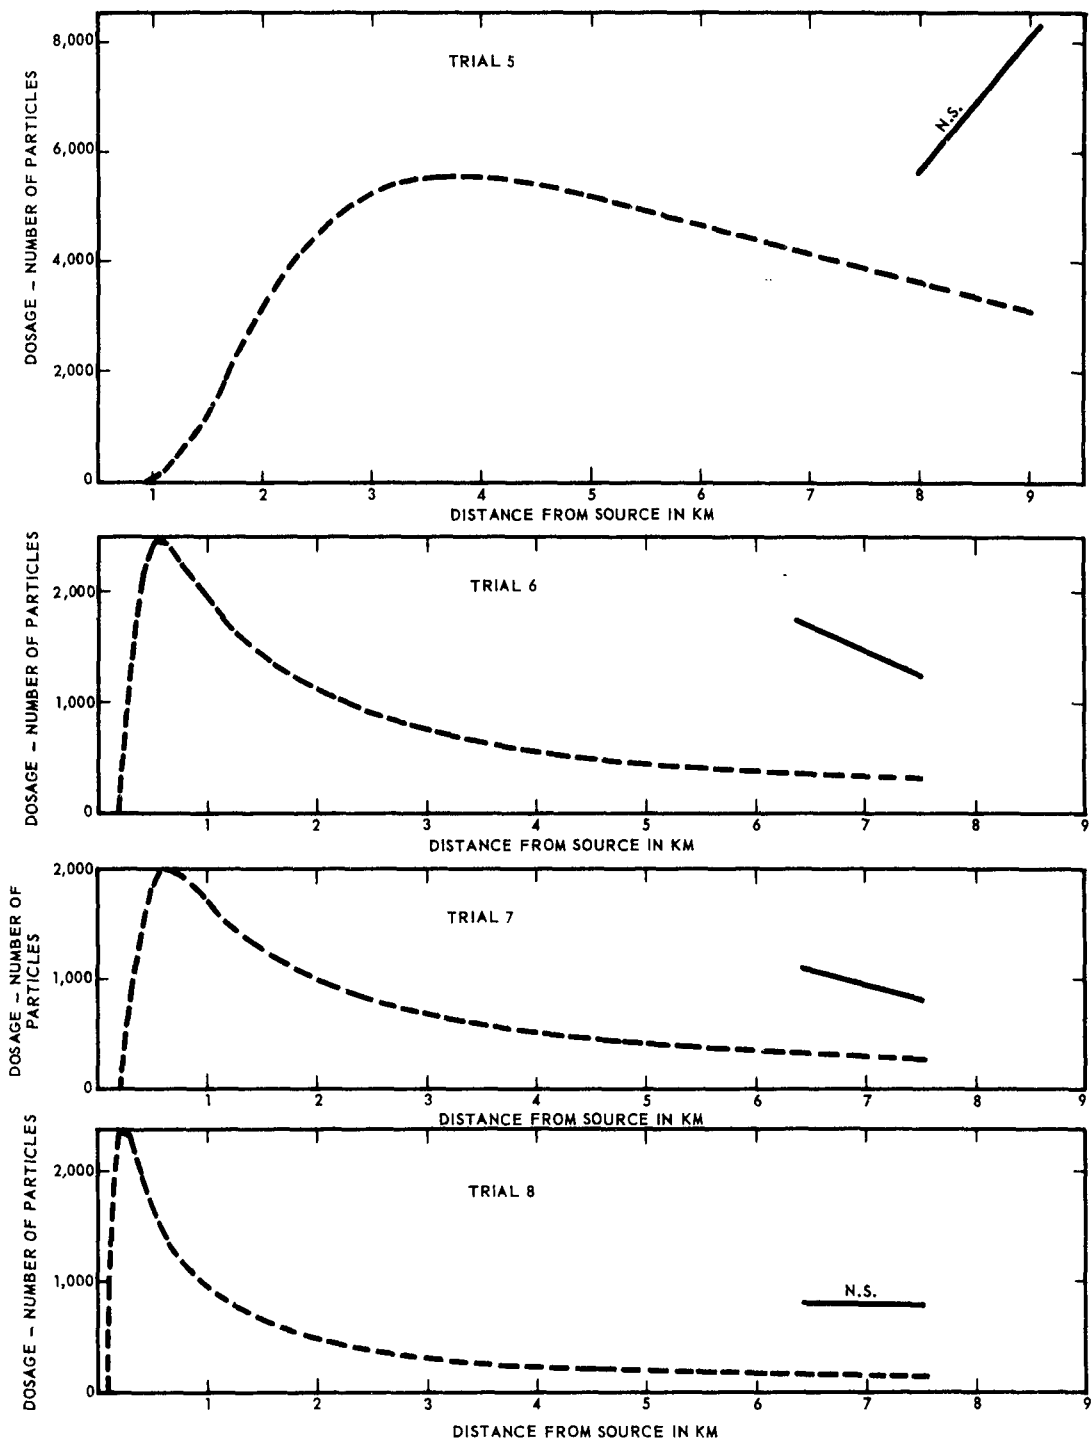 8,000
TRIAL 5
N.S.
6,000
4,000
2,000
0
DOSAGE – NUMBER OF PARTICLES
1 2 3 4 5 6 7 8 9
DISTANCE FROM SOURCE IN KM
TRIAL 6
2,000
1,000
0
DOSAGE – NUMBER OF PARTICLES
1 2 3 4 5 6 7 8 9
DISTANCE FROM SOURCE IN KM
2,000
TRIAL 7
1,000
0
DOSAGE – NUMBER OF
PARTICLES
1 2 3 4 5 6 7 8 9
DISTANCE FROM SOURCE IN KM
2,000
TRIAL 8
1,000
N.S.
0
DOSAGE – NUMBER OF PARTICLES
1 2 3 4 5 6 7 8 9
DISTANCE FROM SOURCE IN KM